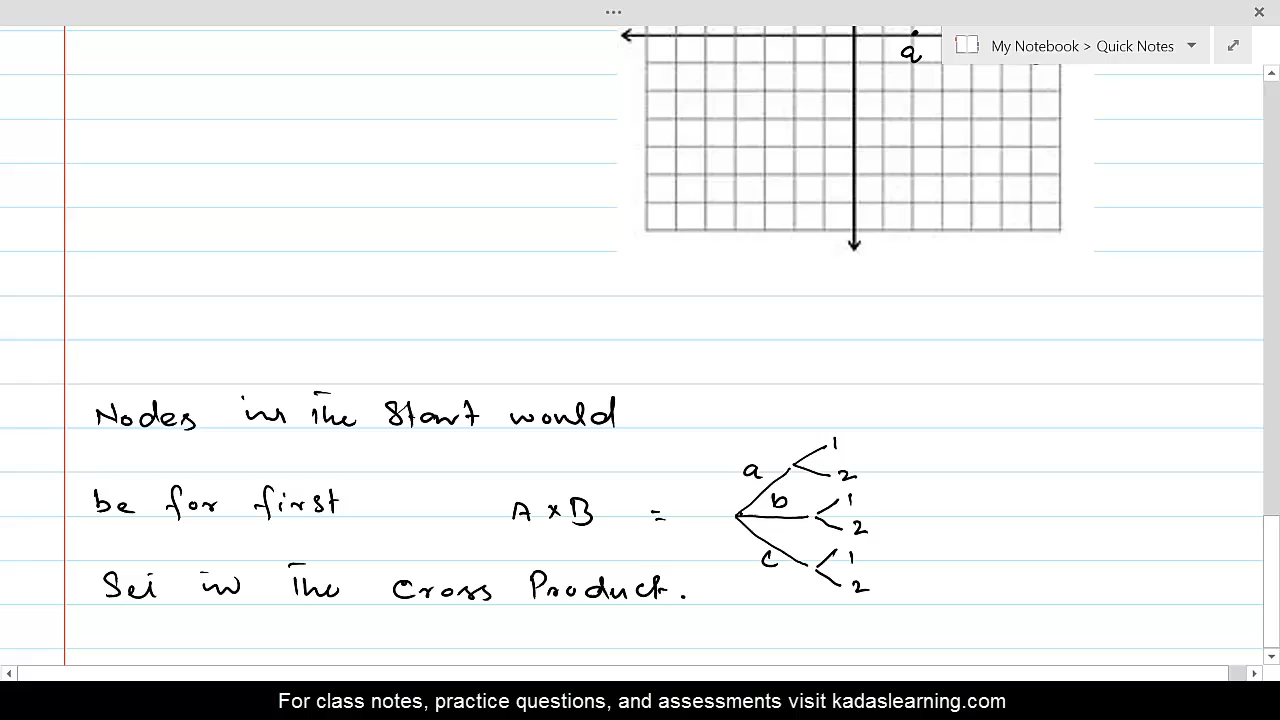 ...
a
My Notebook > Quick Notes
Nodes in the start would
be for first
Set in the Cross Product.
A × B =
a
1
2
b
1
2
c
1
2
For class notes, practice questions, and assessments visit kadaslearning.com